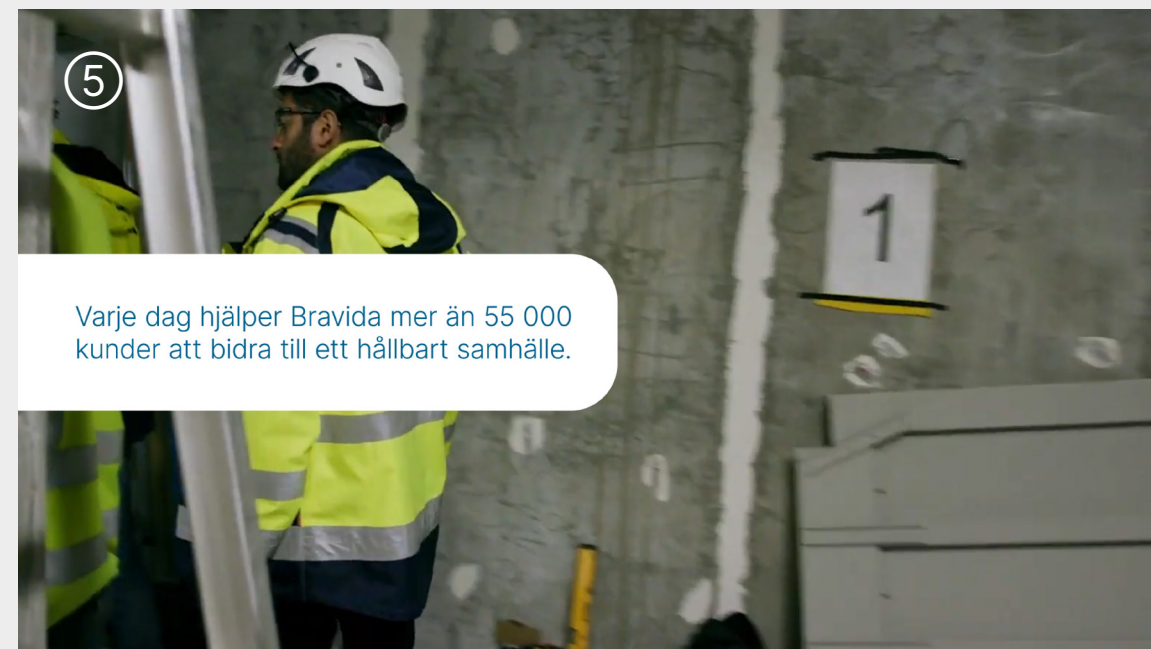 5
Varje dag hjälper Bravida mer än 55 000
kunder att bidra till ett hållbart samhälle.
1